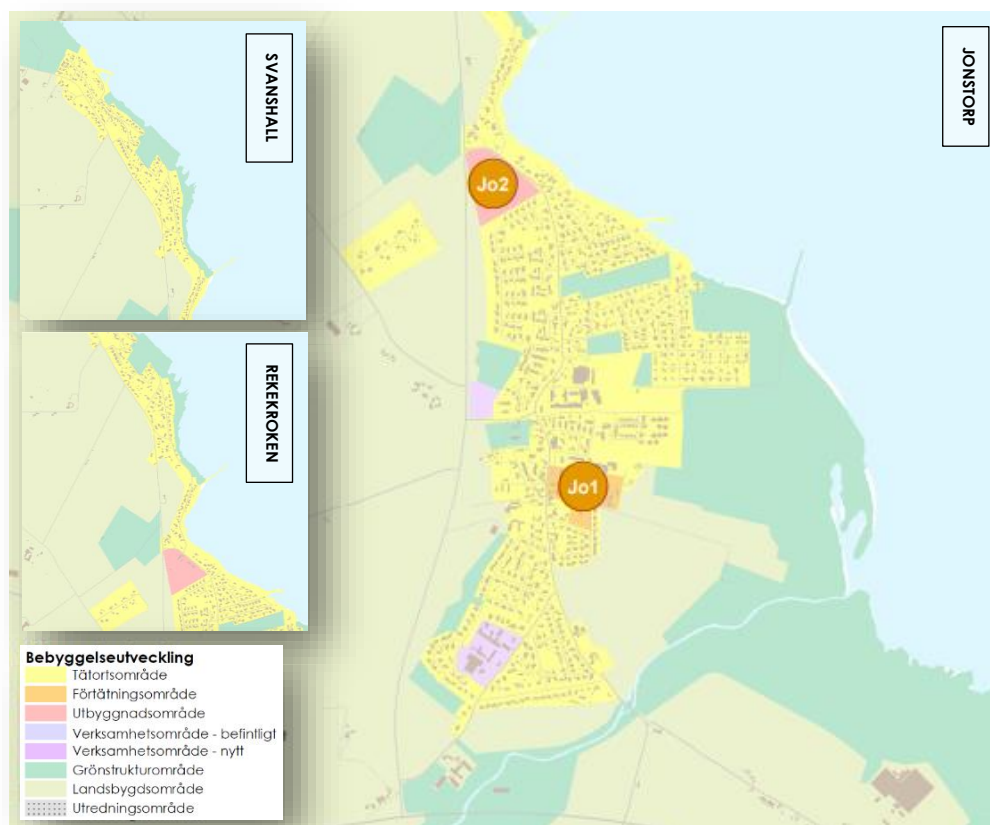 SVANSHALL
JONSTORP
Jo2
REKEKROKEN
Jo1
Bebyggelseutveckling
Tätortsområde
Förtätningsområde
Utbyggnadsområde
Verksamhetsområde - befintligt
Verksamhetsområde - nytt
Grönstrukturområde
Landsbygdsområde
Utredningsområde